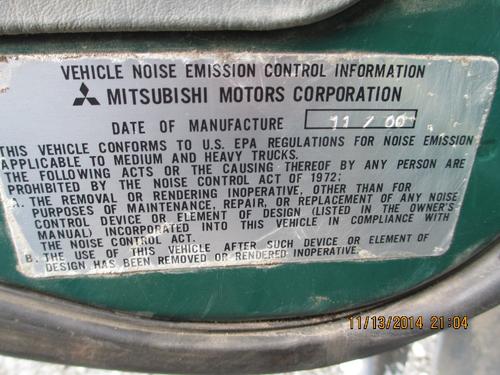 VEHICLE NOISE EMISSION CONTROL INFORMATION
MITSUBISHI MOTORS CORPORATION
DATE OF MANUFACTURE 11 / 00
THIS VEHICLE CONFORMS TO U.S. EPA REGULATIONS FOR NOISE EMISSION
APPLICABLE TO MEDIUM AND HEAVY TRUCKS.
THE FOLLOWING ACTS OR THE CAUSING THEREOF BY ANY PERSON ARE
PROHIBITED BY THE NOISE CONTROL ACT OF 1972;
A. THE REMOVAL OR RENDERING INOPERATIVE, OTHER THAN FOR
PURPOSES OF MAINTENANCE, REPAIR, OR REPLACEMENT OF ANY NOISE
CONTROL DEVICE OR ELEMENT OF DESIGN (LISTED IN THE OWNER'S
MANUAL) INCORPORATED INTO THIS VEHICLE IN COMPLIANCE WITH
THE NOISE CONTROL ACT.
B. THE USE OF THIS VEHICLE AFTER SUCH DEVICE OR ELEMENT OF
DESIGN HAS BEEN REMOVED OR RENDERED INOPERATIVE.
11/13/2014 21:04